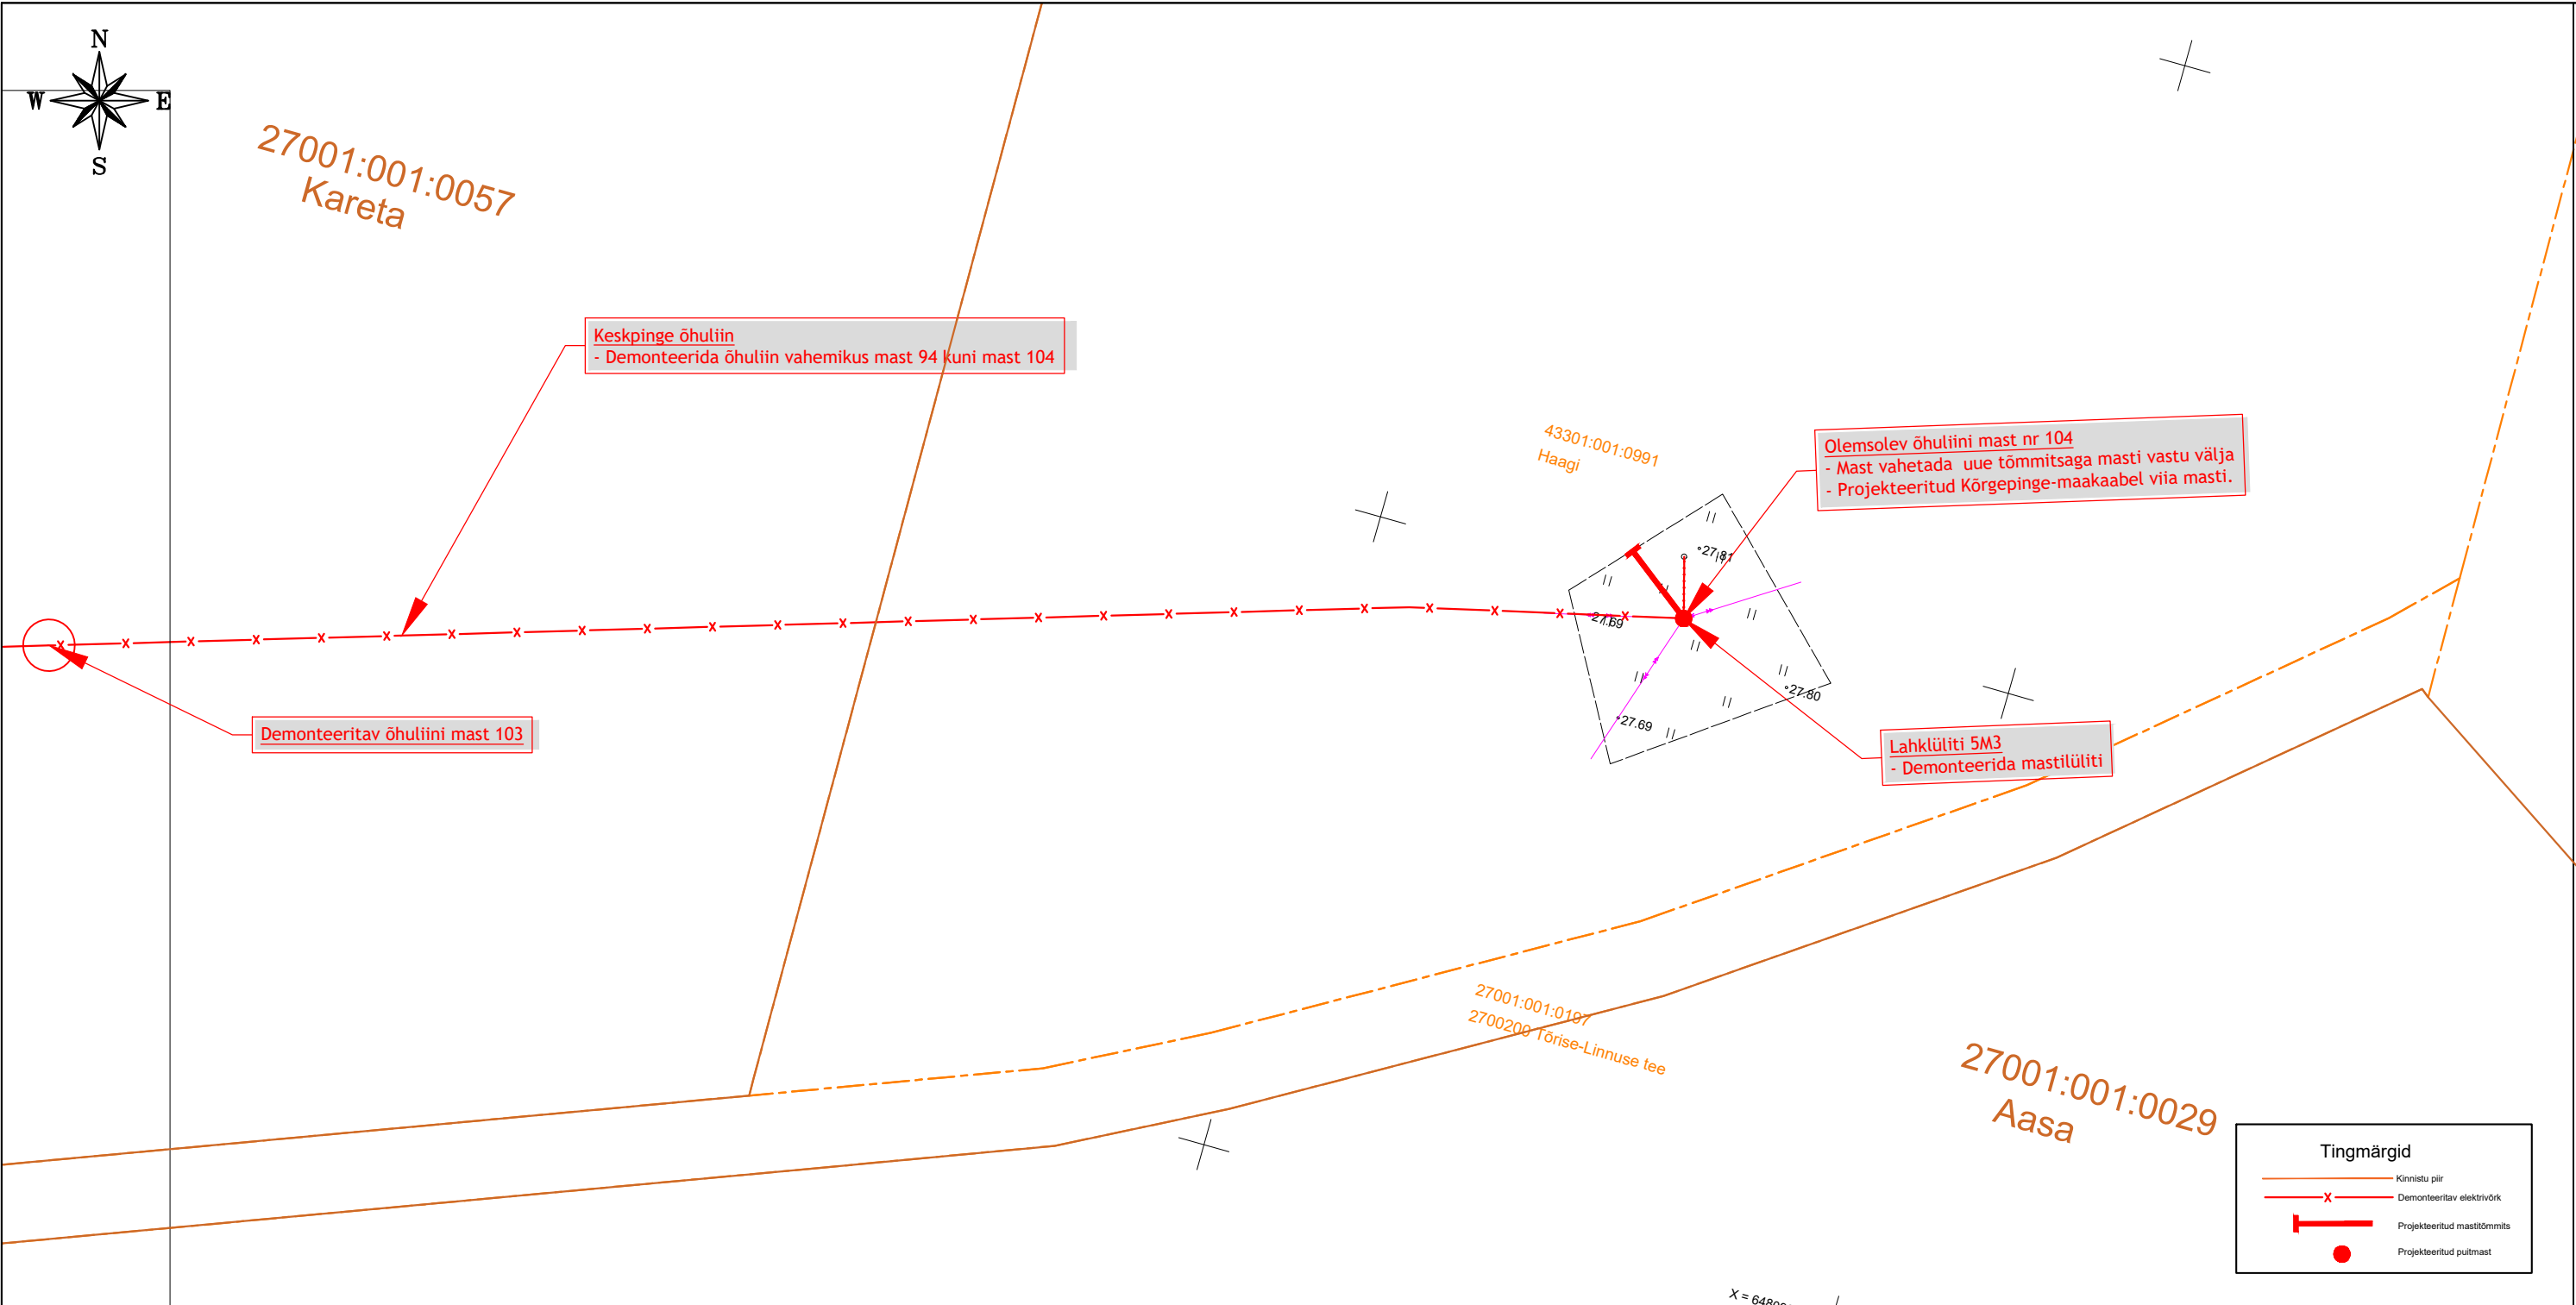 N
W E
S
27001:001:0057
Kareta
Keskpinge õhuliin
- Demonteerida õhuliin vahemikus mast 94 kuni mast 104
43301:001:0991
Haagi
Olemsolev õhuliini mast nr 104
- Mast vahetada uue tõmmitsaga masti vastu välja
- Projekteeritud Kõrgepinge-maakaabel viia masti.
27.81
27.69
27.80
27.69
Demonteeritav õhuliini mast 103
Lahklüliti 5M3
- Demonteerida mastilüliti
27001:001:0197
2700200 Tõrise-Linnuse tee
27001:001:0029
Aasa
Tingmärgid
Kinnistu piir
Demonteeritav elektrivõrk
Projekteeritud mastitõmmits
Projekteeritud puitmast
X =